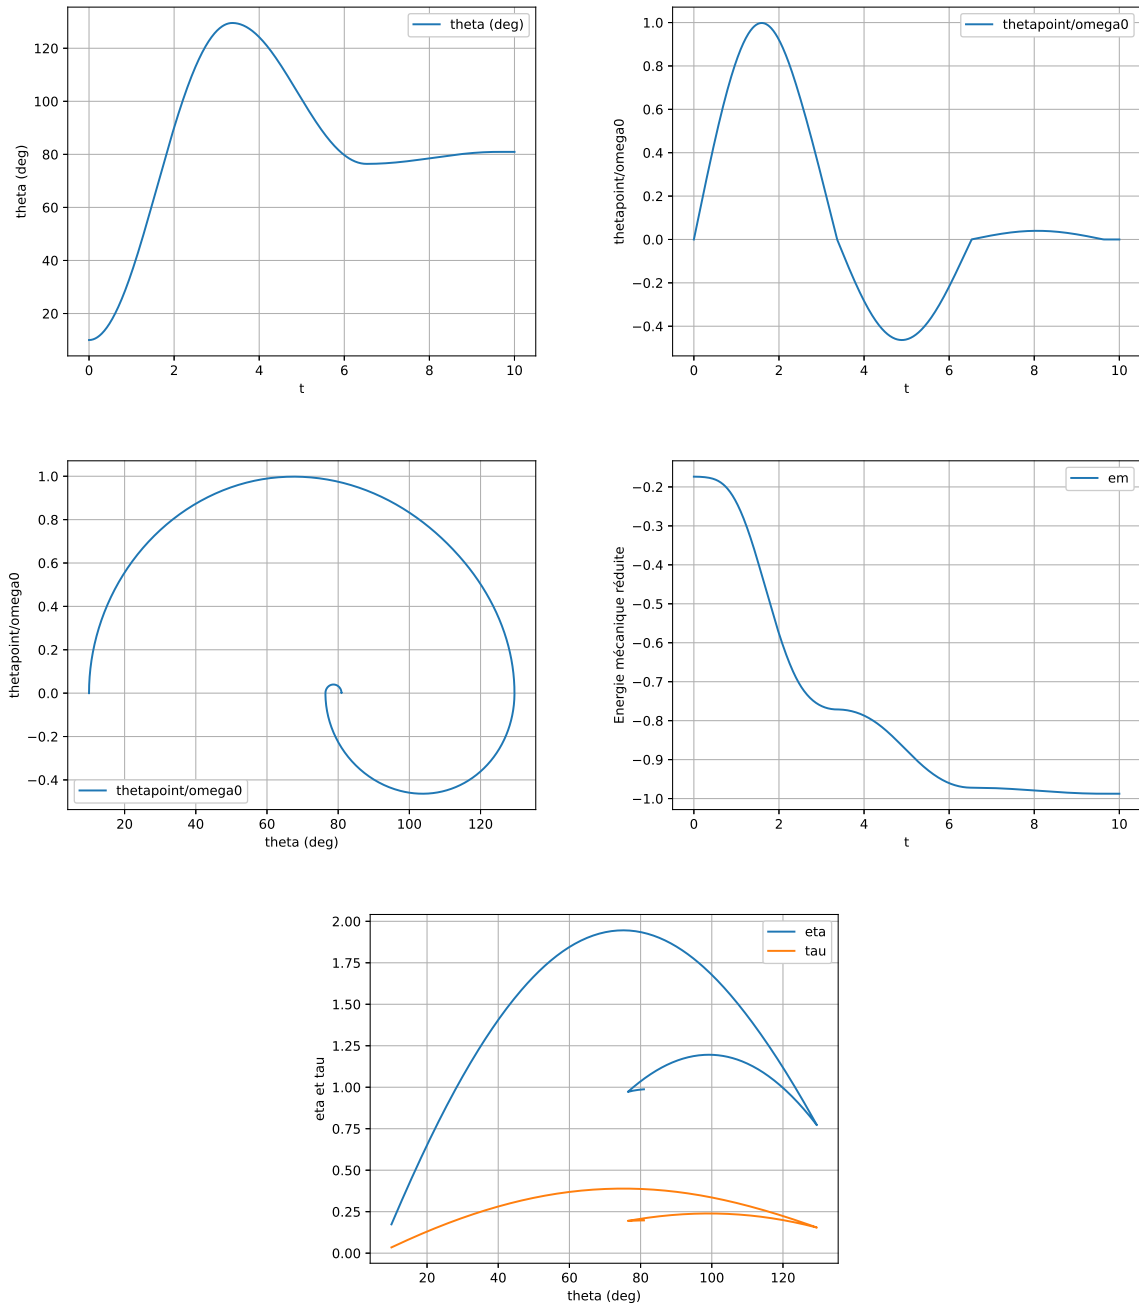 theta (deg)
120
100
80
60
40
20
0 2 4 6 8 10
t
theta (deg)
thetapoint/omega0
1.0
0.8
0.6
0.4
0.2
0.0
−0.2
−0.4
0 2 4 6 8 10
t
thetapoint/omega0
1.0
0.8
0.6
0.4
0.2
0.0
−0.2
−0.4
thetapoint/omega0
20 40 60 80 100 120
theta (deg)
thetapoint/omega0
em
−0.2
−0.3
−0.4
−0.5
−0.6
−0.7
−0.8
−0.9
−1.0
0 2 4 6 8 10
t
Energie mécanique réduite
eta
tau
2.00
1.75
1.50
1.25
1.00
0.75
0.50
0.25
0.00
20 40 60 80 100 120
theta (deg)
eta et tau